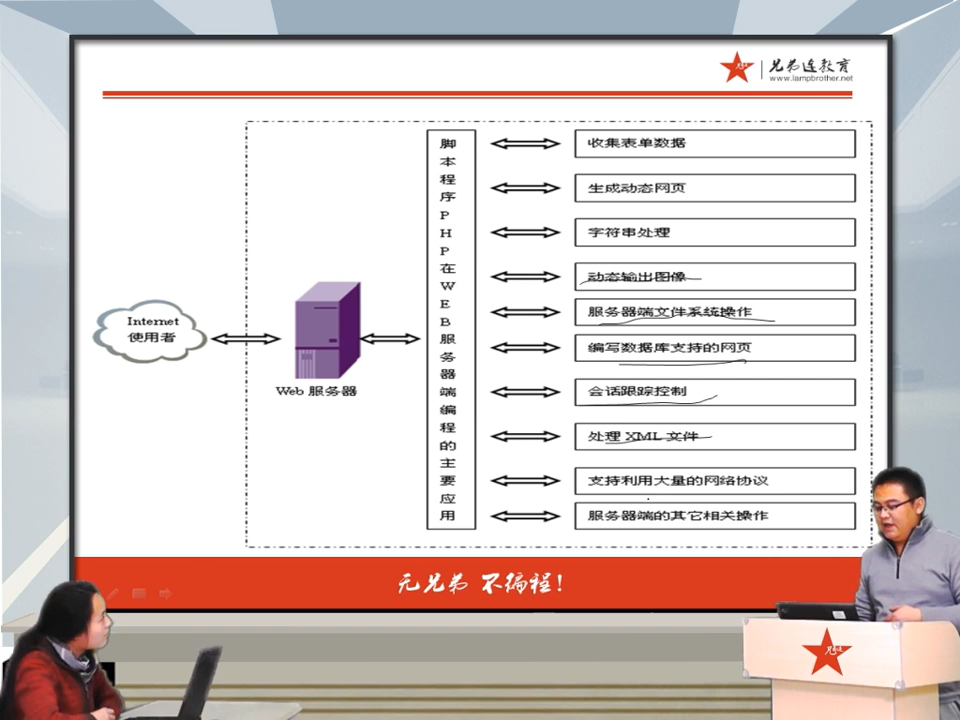 兄弟连教育
www.lampbrother.net
Internet
使用者
Web 服务器
脚本程序PHP在WEB服务器端编程的主要应用
收集表单数据
生成动态网页
字符串处理
动态输出图像
服务器端文件系统操作
编写数据库支持的网页
会话跟踪控制
处理 XML 文件
支持利用大量的网络协议
服务器端的其它相关操作
无兄弟 不编程!
兄弟连